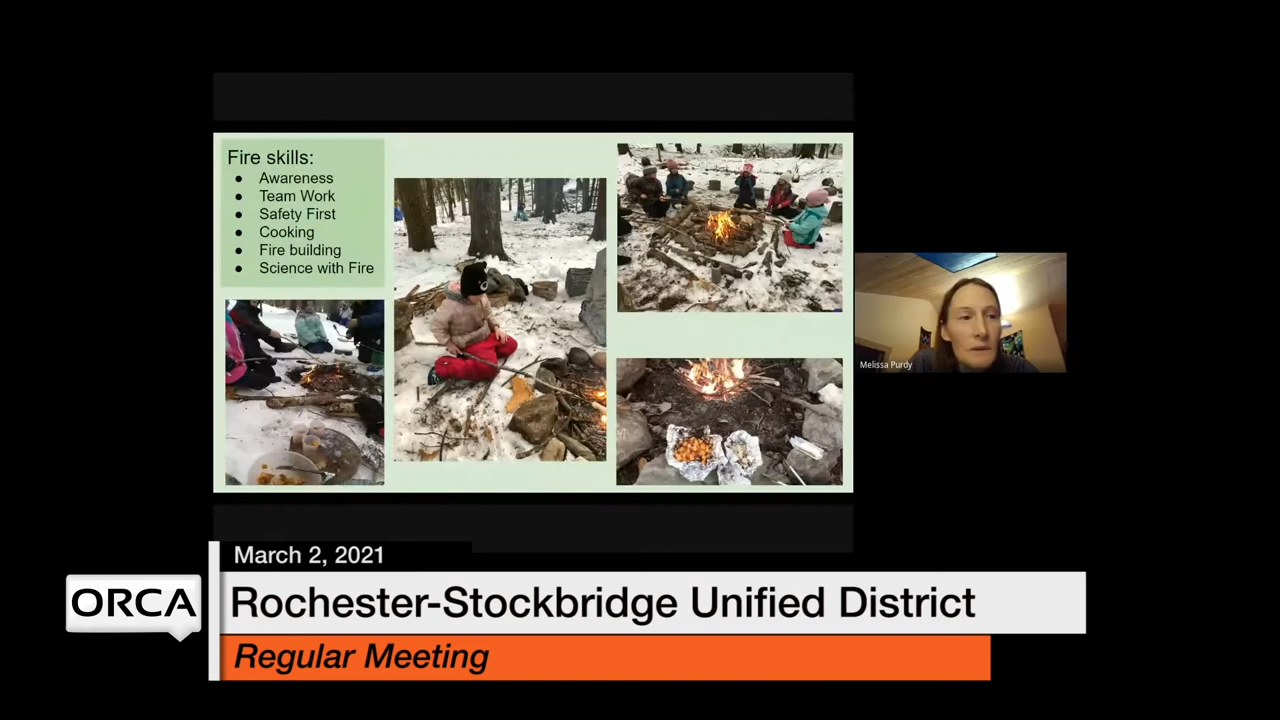 Fire skills:
● Awareness
● Team Work
● Safety First
● Cooking
● Fire building
● Science with Fire
Melissa Purdy
March 2, 2021
ORCA
Rochester-Stockbridge Unified District
Regular Meeting